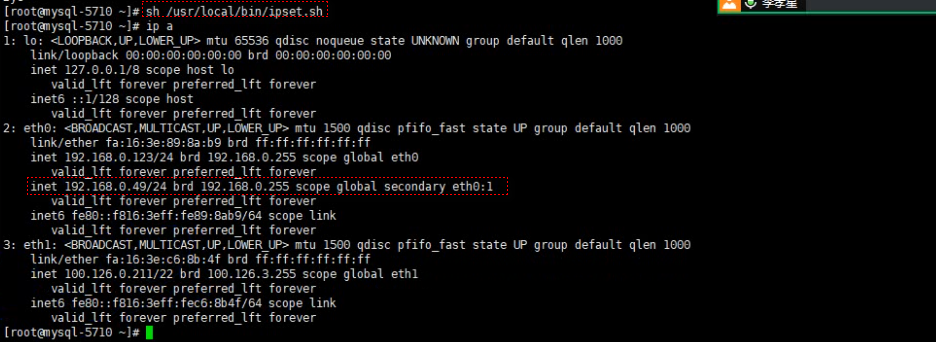 李孝星
[root@mysql-5710 ~]# sh /usr/local/bin/ipset.sh
[root@mysql-5710 ~]# ip a
1: lo: <LOOPBACK,UP,LOWER_UP> mtu 65536 qdisc noqueue state UNKNOWN group default qlen 1000
    link/loopback 00:00:00:00:00:00 brd 00:00:00:00:00:00
    inet 127.0.0.1/8 scope host lo
       valid_lft forever preferred_lft forever
    inet6 ::1/128 scope host
       valid_lft forever preferred_lft forever
2: eth0: <BROADCAST,MULTICAST,UP,LOWER_UP> mtu 1500 qdisc pfifo_fast state UP group default qlen 1000
    link/ether fa:16:3e:89:8a:b9 brd ff:ff:ff:ff:ff:ff
    inet 192.168.0.123/24 brd 192.168.0.255 scope global eth0
       valid_lft forever preferred_lft forever
    inet 192.168.0.49/24 brd 192.168.0.255 scope global secondary eth0:1
       valid_lft forever preferred_lft forever
    inet6 fe80::f816:3eff:fe89:8ab9/64 scope link
       valid_lft forever preferred_lft forever
3: eth1: <BROADCAST,MULTICAST,UP,LOWER_UP> mtu 1500 qdisc pfifo_fast state UP group default qlen 1000
    link/ether fa:16:3e:c6:8b:4f brd ff:ff:ff:ff:ff:ff
    inet 100.126.0.211/22 brd 100.126.3.255 scope global eth1
       valid_lft forever preferred_lft forever
    inet6 fe80::f816:3eff:fec6:8b4f/64 scope link
       valid_lft forever preferred_lft forever
[root@mysql-5710 ~]#